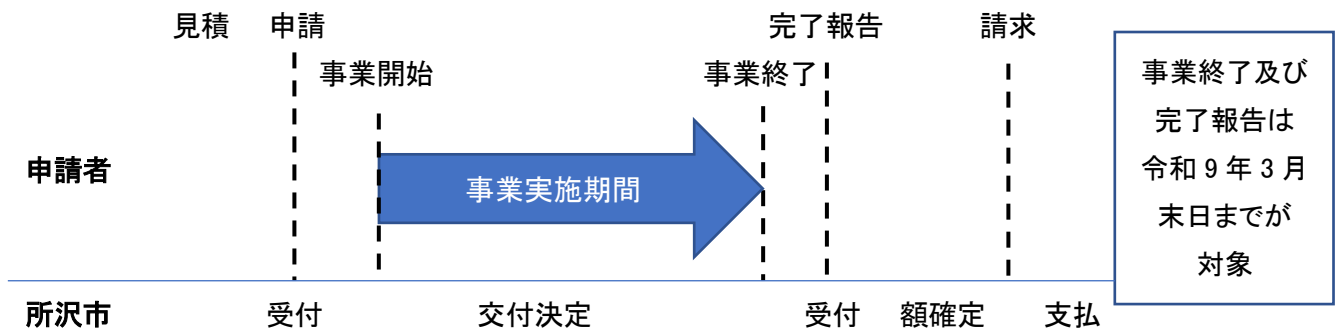 見積 申請 完了報告 請求
事業開始 事業終了
申請者 事業実施期間
事業終了及び
完了報告は
令和9年3月
末日までが
対象
所沢市 受付 交付決定 受付 額確定 支払